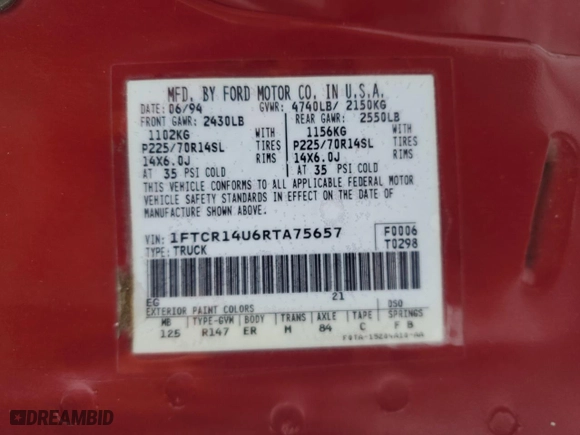 MFD. BY FORD MOTOR CO. IN U.S.A.
DATE: 06/94 GVWR: 4740LB/ 2150KG
FRONT GAWR: 2430LB REAR GAWR: 2550LB
1102KG WITH 1156KG WITH
P225/70R14SL TIRES P225/70R14SL TIRES
14X6.0J RIMS 14X6.0J RIMS
AT 35 PSI COLD AT 35 PSI COLD
THIS VEHICLE CONFORMS TO ALL APPLICABLE FEDERAL MOTOR
VEHICLE SAFETY STANDARDS IN EFFECT ON THE DATE OF
MANUFACTURE SHOWN ABOVE.
VIN: 1FTCR14U6RTA75657 F0006
TYPE: TRUCK T0298
EG 21 050
EXTERIOR PAINT COLORS
WB TYPE-GVW BODY TRANS AXLE TAPE SPRINGS
125 R147 ER M 84 C F B
DREAMBID